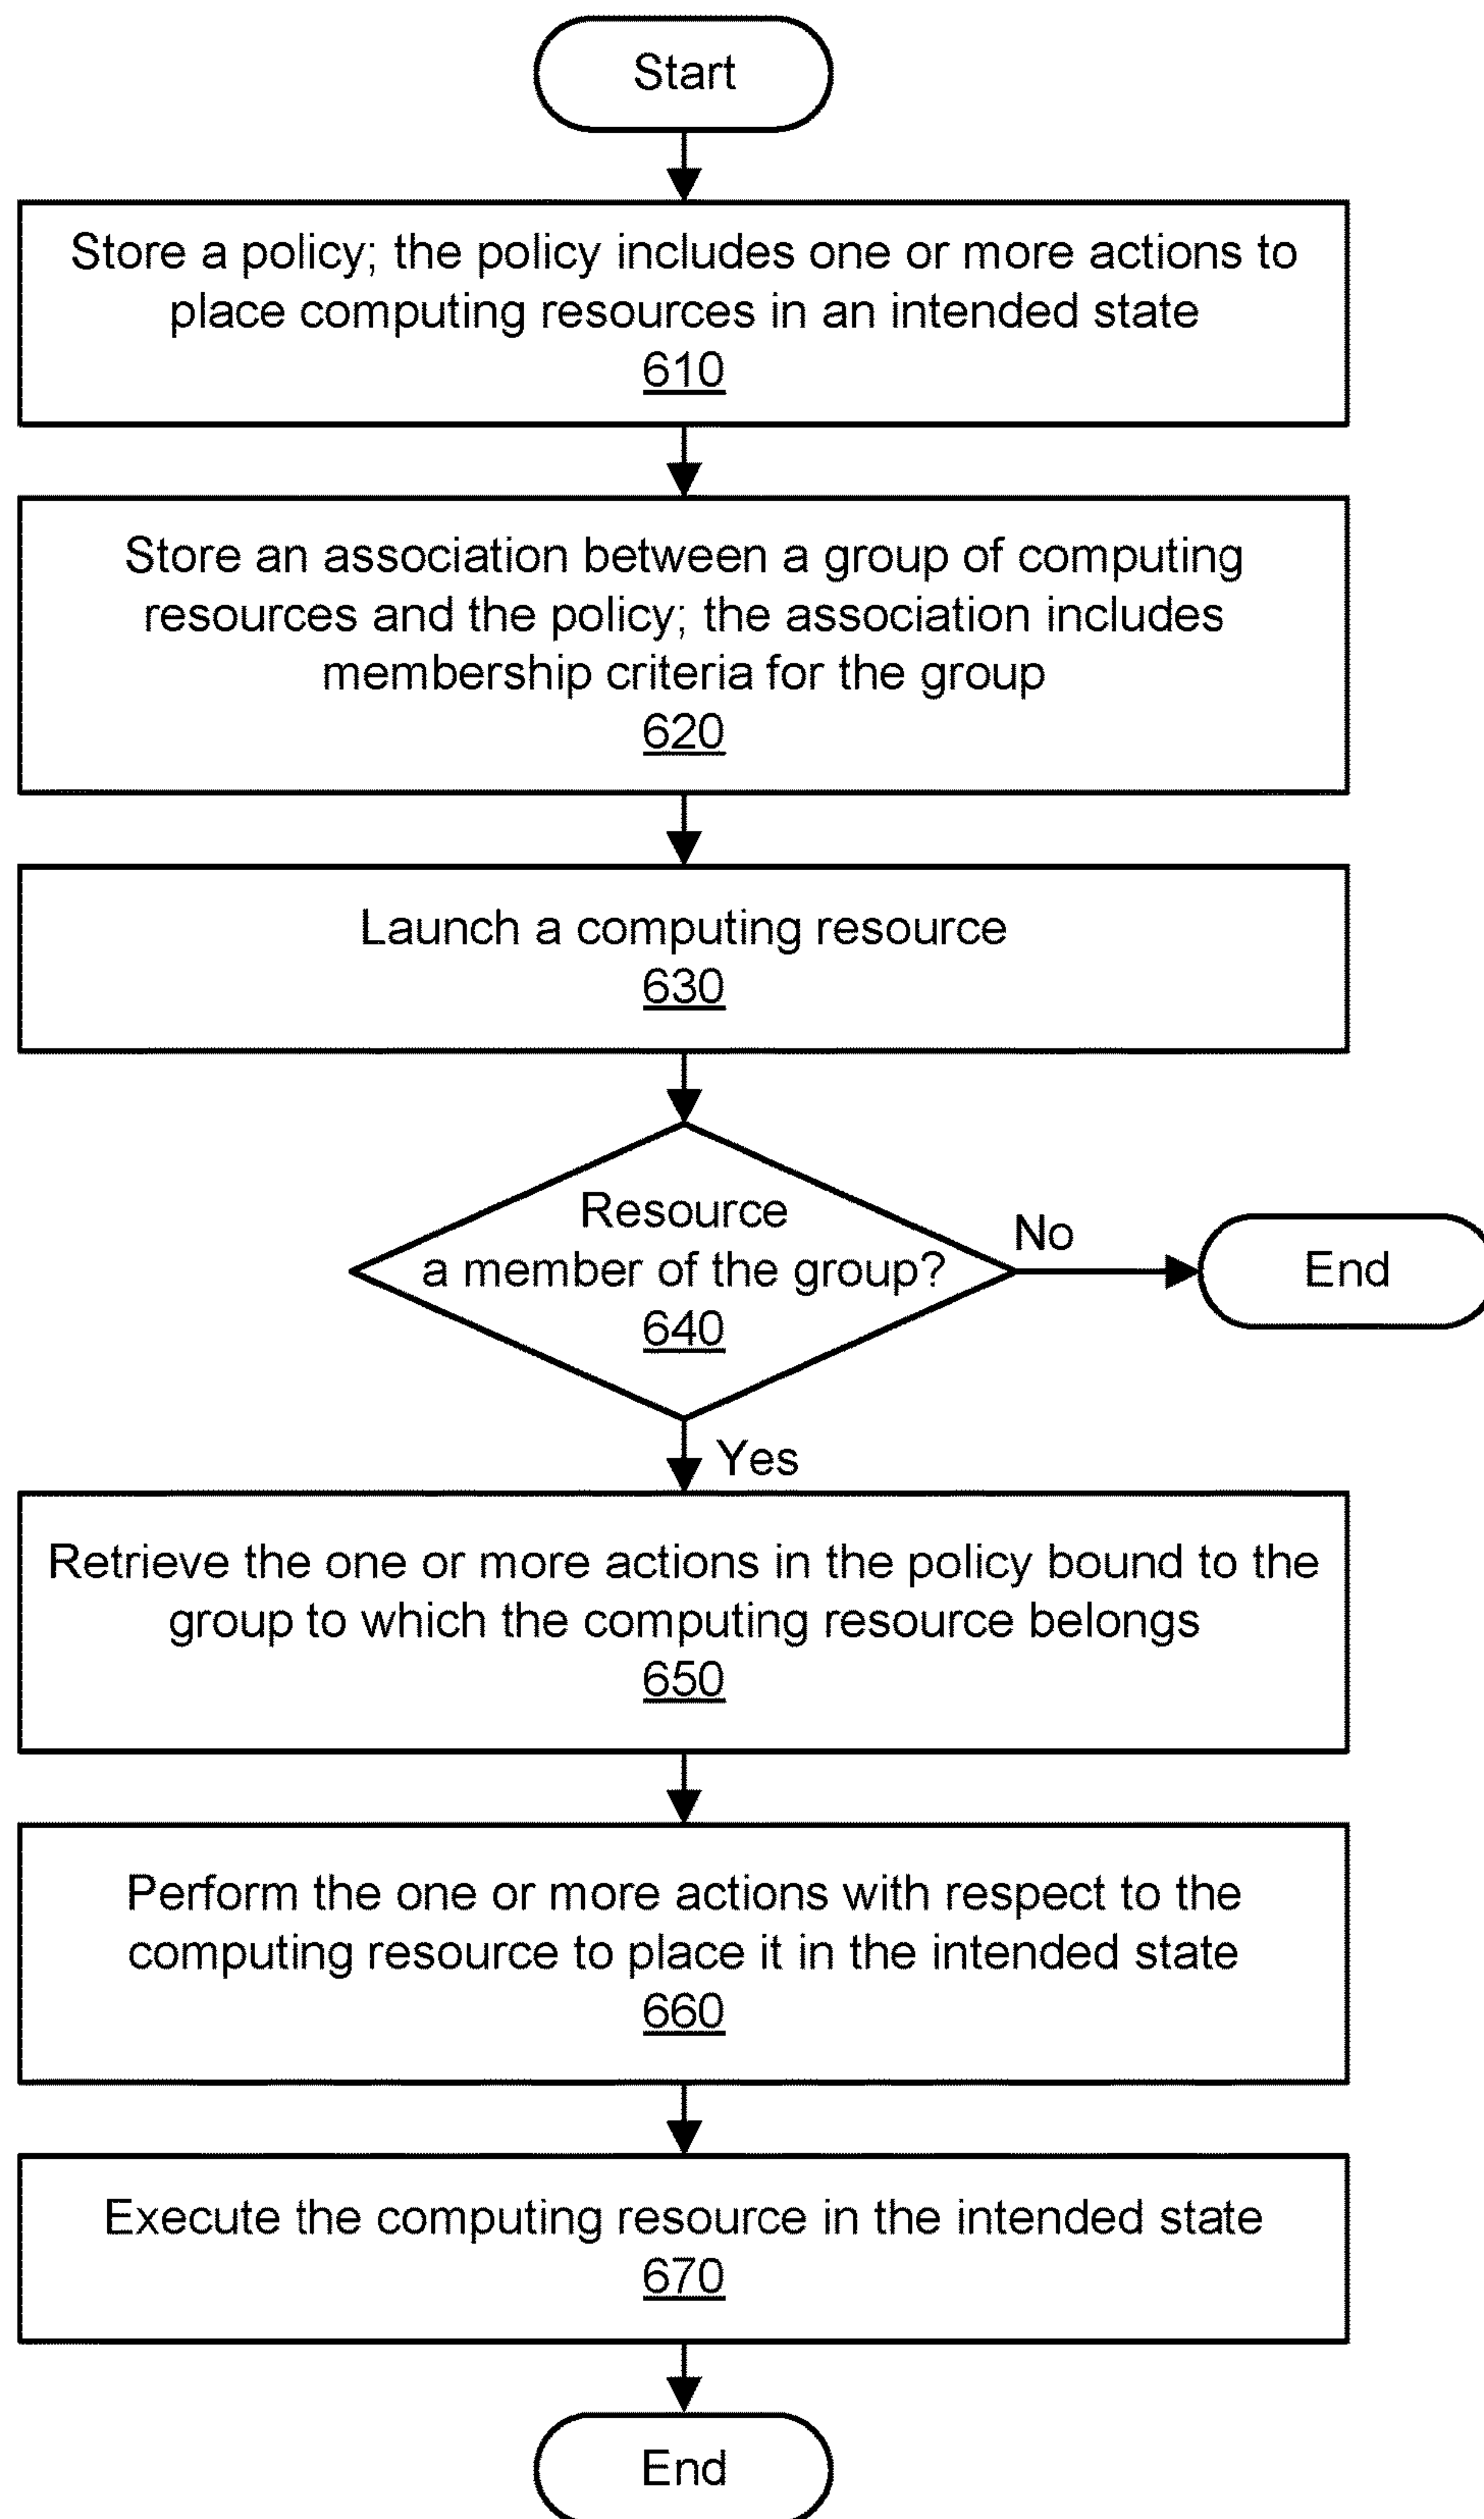 Start
Store a policy; the policy includes one or more actions to
place computing resources in an intended state
610
Store an association between a group of computing
resources and the policy; the association includes
membership criteria for the group
620
Launch a computing resource
630
Resource
a member of the group?
640
No
End
Yes
Retrieve the one or more actions in the policy bound to the
group to which the computing resource belongs
650
Perform the one or more actions with respect to the
computing resource to place it in the intended state
660
Execute the computing resource in the intended state
670
End